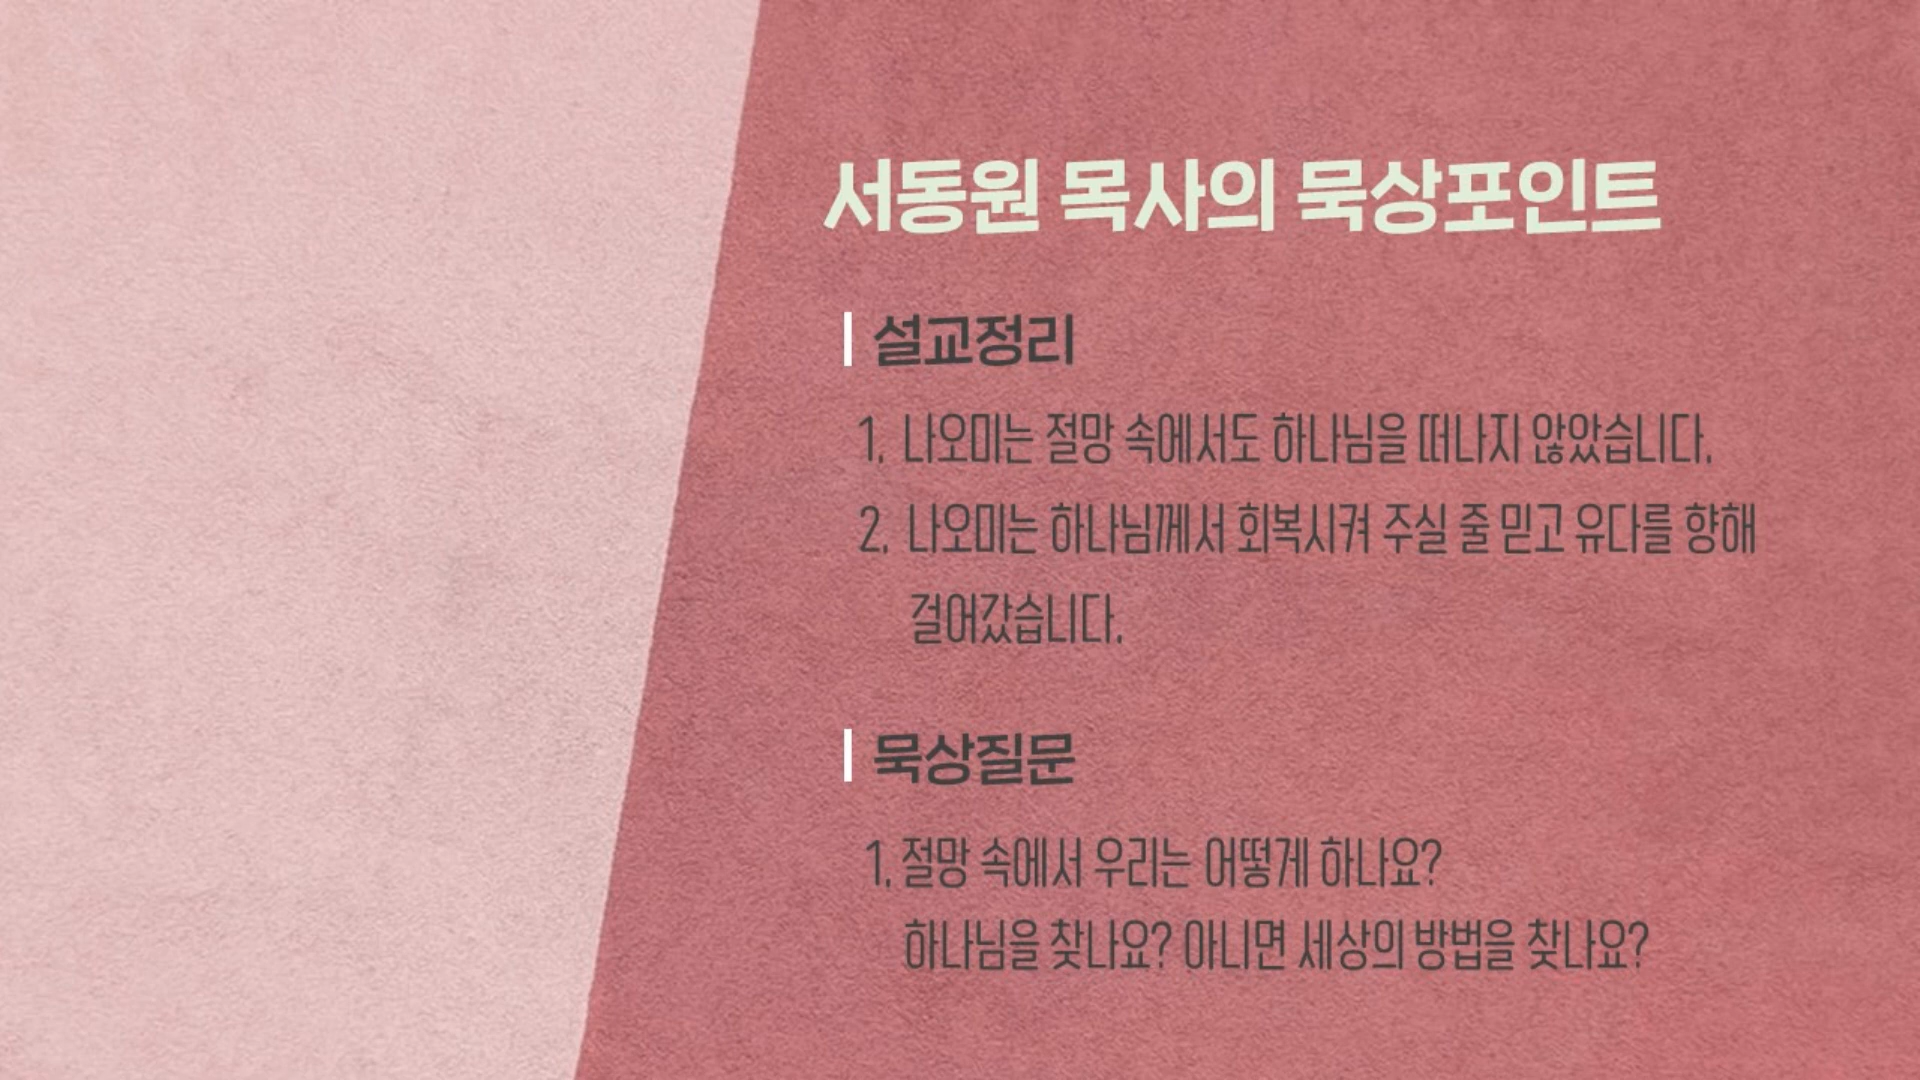 서동원 목사의 묵상포인트
설교정리
1. 나오미는 절망 속에서도 하나님을 떠나지 않았습니다.
2. 나오미는 하나님께서 회복시켜 주실 줄 믿고 유다를 향해
걸어갔습니다.
묵상질문
1. 절망 속에서 우리는 어떻게 하나요?
하나님을 찾나요? 아니면 세상의 방법을 찾나요?